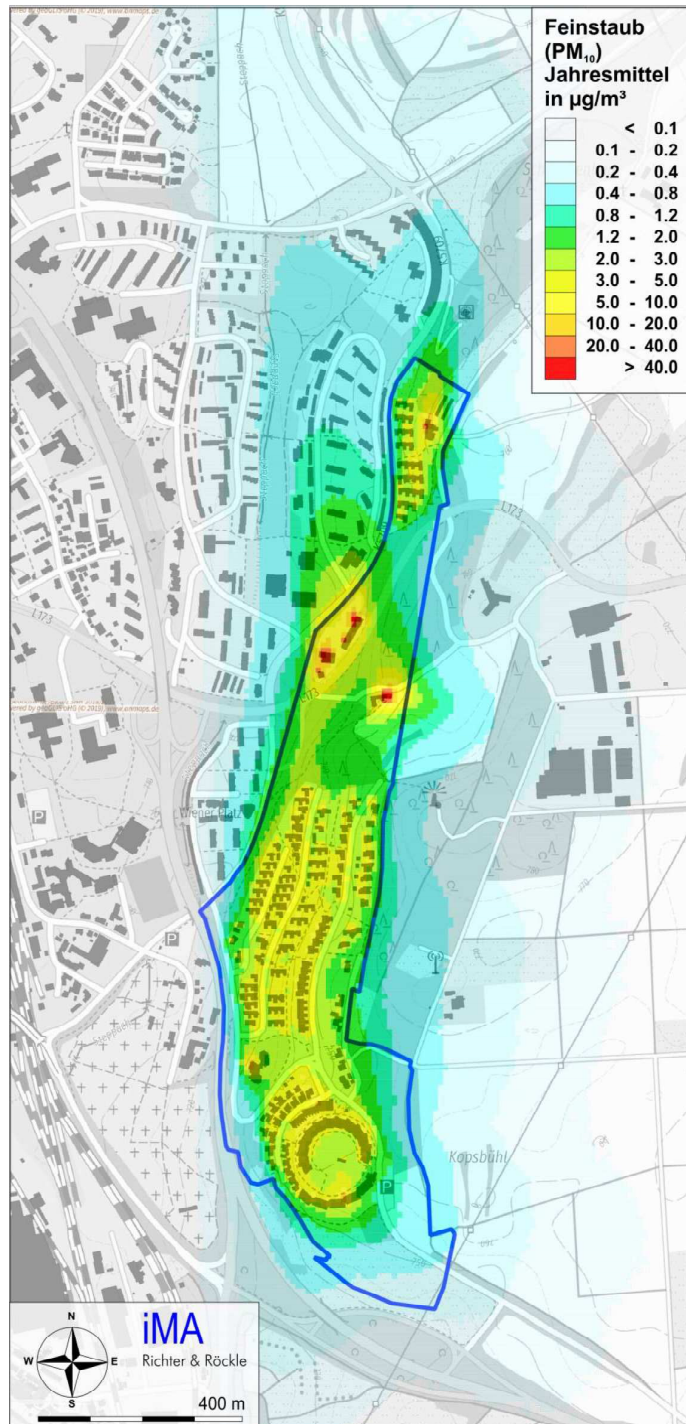 Feinstaub
(PM₁₀)
Jahresmittel
in µg/m³
< 0.1
0.1 - 0.2
0.2 - 0.4
0.4 - 0.8
0.8 - 1.2
1.2 - 2.0
2.0 - 3.0
3.0 - 5.0
5.0 - 10.0
10.0 - 20.0
20.0 - 40.0
> 40.0
L173
L173
L173
P
P
Kopsbühl
P
N
W E
S
iMA
Richter & Röckle
400 m